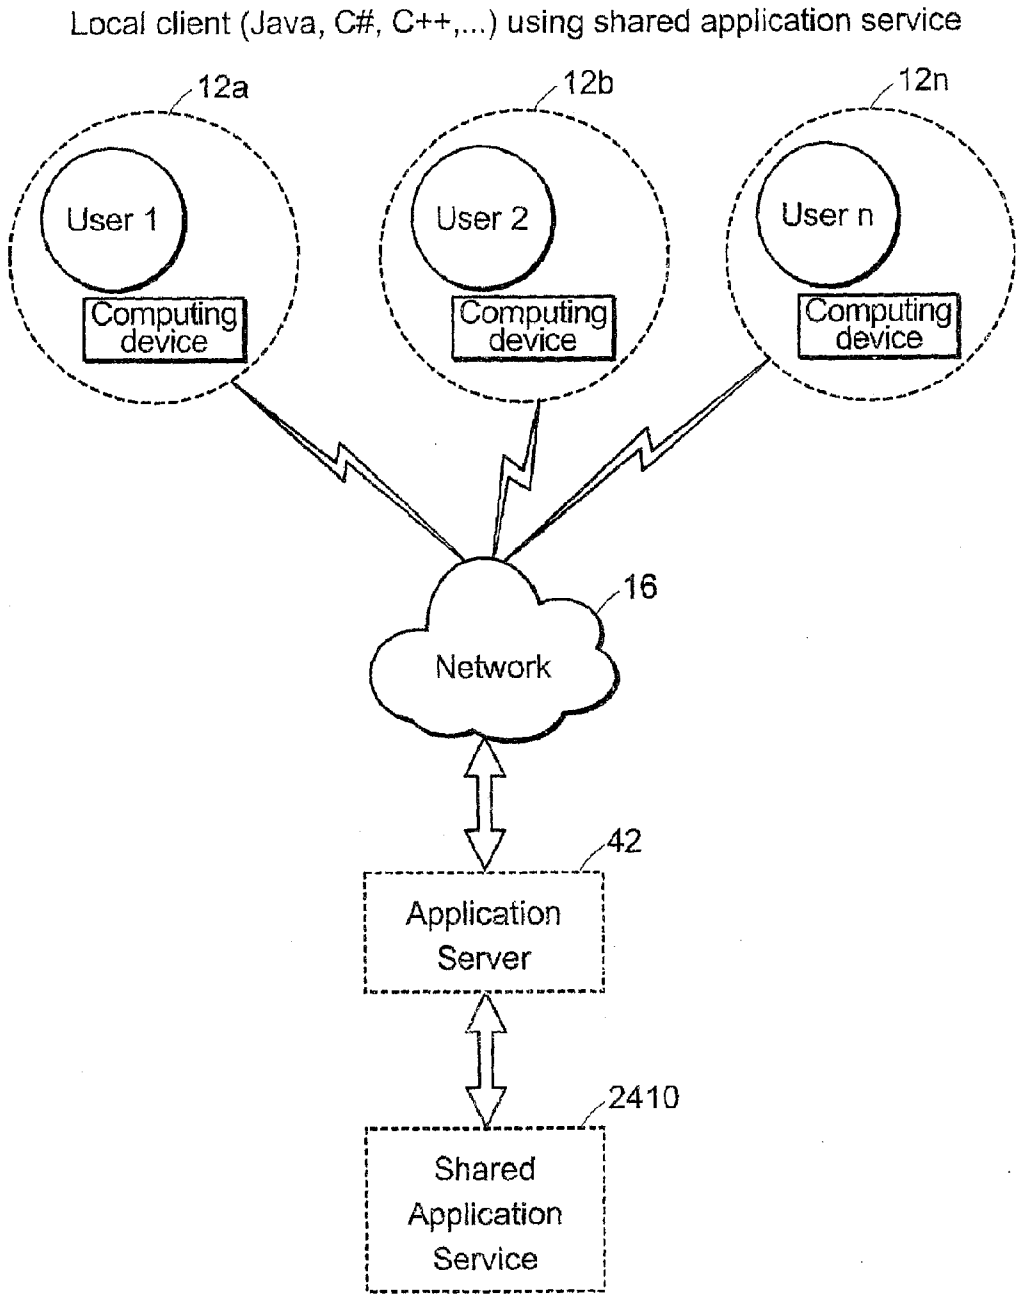 Local client (Java, C#, C++,...) using shared application service
12a
12b
12n
User 1
User 2
User n
Computing
device
Computing
device
Computing
device
16
Network
42
Application
Server
2410
Shared
Application
Service